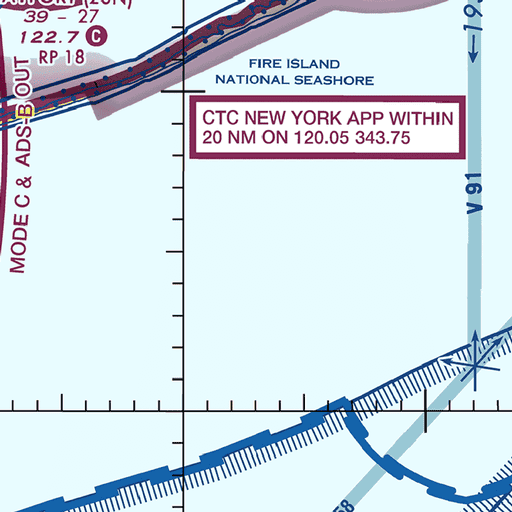 39 - 27
122.7 C
RP 18
MODE C & ADS-B OUT
FIRE ISLAND
NATIONAL SEASHORE
CTC NEW YORK APP WITHIN
20 NM ON 120.05 343.75
V 91